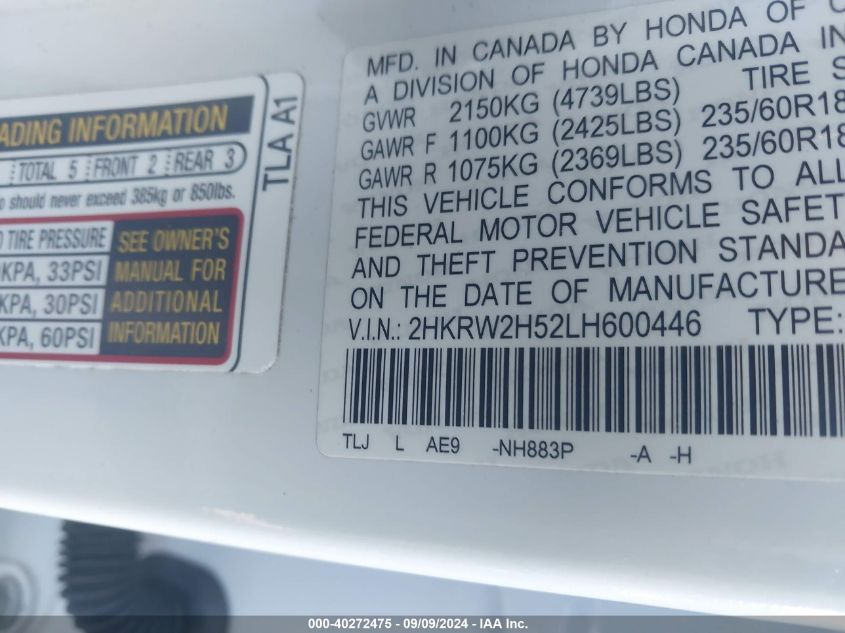 ADING INFORMATION
TOTAL 5 FRONT 2 REAR 3
should never exceed 385kg or 850lbs.
TIRE PRESSURE
KPA, 33PSI
KPA, 30PSI
KPA, 60PSI
SEE OWNER'S
MANUAL FOR
ADDITIONAL
INFORMATION
TLA A1
MFD. IN CANADA BY HONDA OF
A DIVISION OF HONDA CANADA IN
GVWR 2150KG (4739LBS) TIRE S
GAWR F 1100KG (2425LBS) 235/60R18
GAWR R 1075KG (2369LBS) 235/60R18
THIS VEHICLE CONFORMS TO ALL
FEDERAL MOTOR VEHICLE SAFET
AND THEFT PREVENTION STANDA
ON THE DATE OF MANUFACTURE
V.I.N.: 2HKRW2H52LH600446 TYPE:
TLJ L AE9 -NH883P -A -H
000-40272475 - 09/09/2024 - IAA Inc.